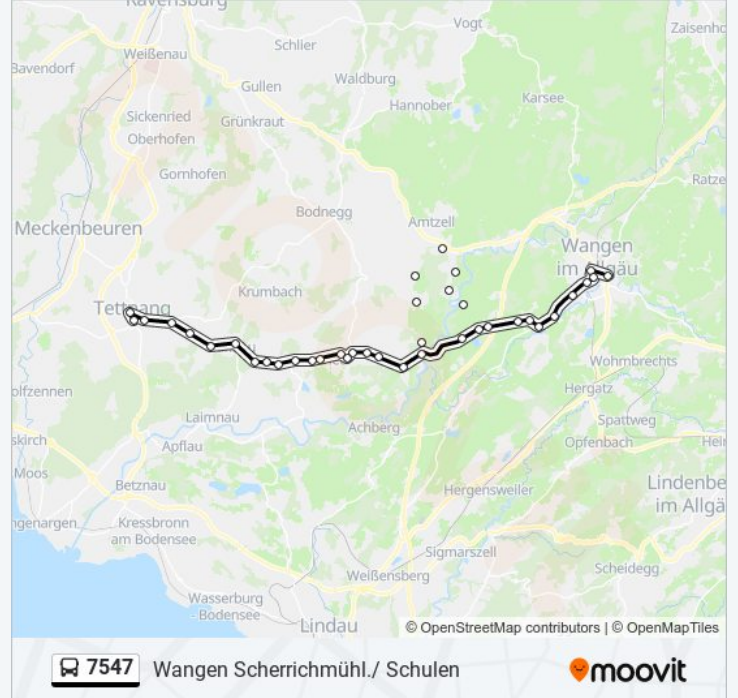 Ravensburg
Vogt
Zaisenho
Schlier
Weißenau
Bavendorf
Waldburg
Gullen
Karsee
Hannober
Sickenried
Grünkraut
Oberhofen
Gornhofen
Ratze
Bodnegg
Amtzell
Meckenbeuren
Wangen
im Allgäu
Krumbach
Tettnang
Wohmbrechts
Hergatz
olfzennen
Laimnau
Achberg
Spattweg
skirch
Apflau
Opfenbach
Heir
Moos
Betznau
Hergensweiler
Lindenbe
im Allgä
ngenargen
Kressbronn
am Bodensee
Sigmarszell
Weißensberg
Scheidegg
Wasserburg
- Bodensee
Lindau
© OpenStreetMap contributors | © OpenMapTiles
7547 Wangen Scherrichmühl./ Schulen
moovit